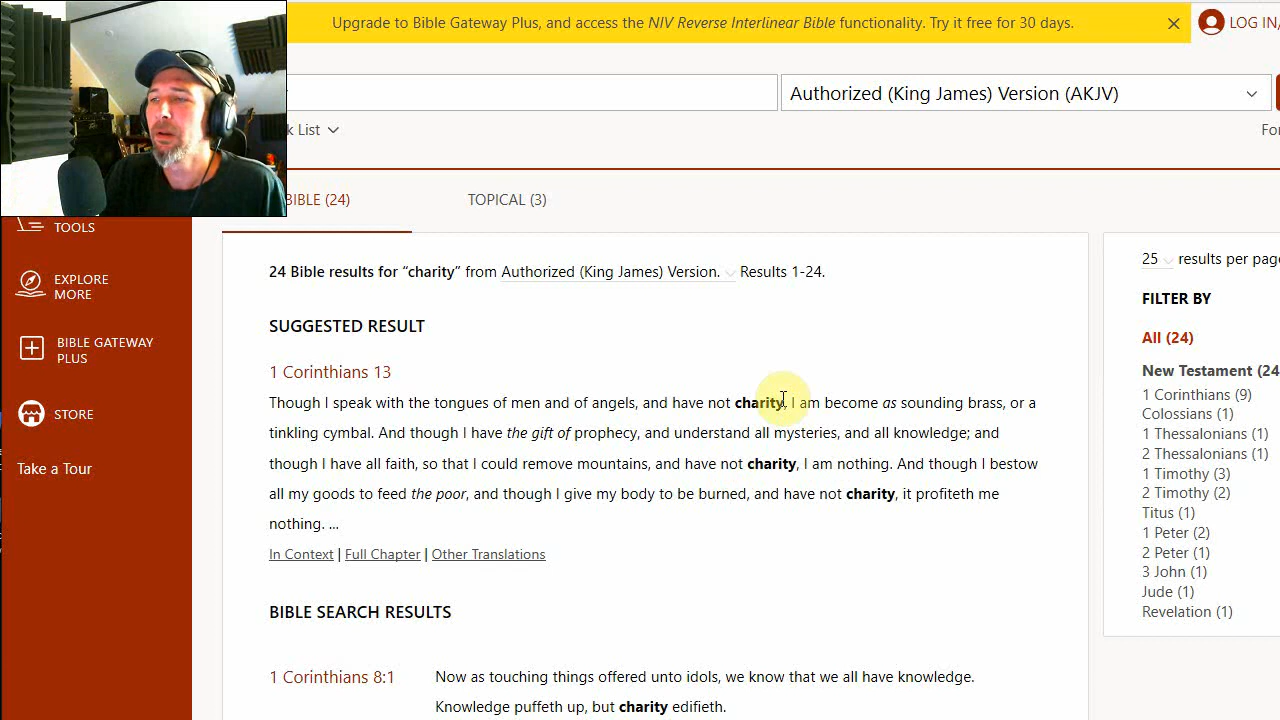 Upgrade to Bible Gateway Plus, and access the NIV Reverse Interlinear Bible functionality. Try it free for 30 days.
LOG IN/
Authorized (King James) Version (AKJV)
List
BIBLE (24)
TOPICAL (3)
TOOLS
EXPLORE
MORE
BIBLE GATEWAY
PLUS
STORE
Take a Tour
24 Bible results for “charity” from Authorized (King James) Version. Results 1-24.
SUGGESTED RESULT
1 Corinthians 13
Though I speak with the tongues of men and of angels, and have not charity, I am become as sounding brass, or a
tinkling cymbal. And though I have the gift of prophecy, and understand all mysteries, and all knowledge; and
though I have all faith, so that I could remove mountains, and have not charity, I am nothing. And though I bestow
all my goods to feed the poor, and though I give my body to be burned, and have not charity, it profiteth me
nothing. ...
In Context | Full Chapter | Other Translations
BIBLE SEARCH RESULTS
1 Corinthians 8:1
Now as touching things offered unto idols, we know that we all have knowledge.
Knowledge puffeth up, but charity edifieth.
25 results per page
FILTER BY
All (24)
New Testament (24
1 Corinthians (9)
Colossians (1)
1 Thessalonians (1)
2 Thessalonians (1)
1 Timothy (3)
2 Timothy (2)
Titus (1)
1 Peter (2)
2 Peter (1)
3 John (1)
Jude (1)
Revelation (1)